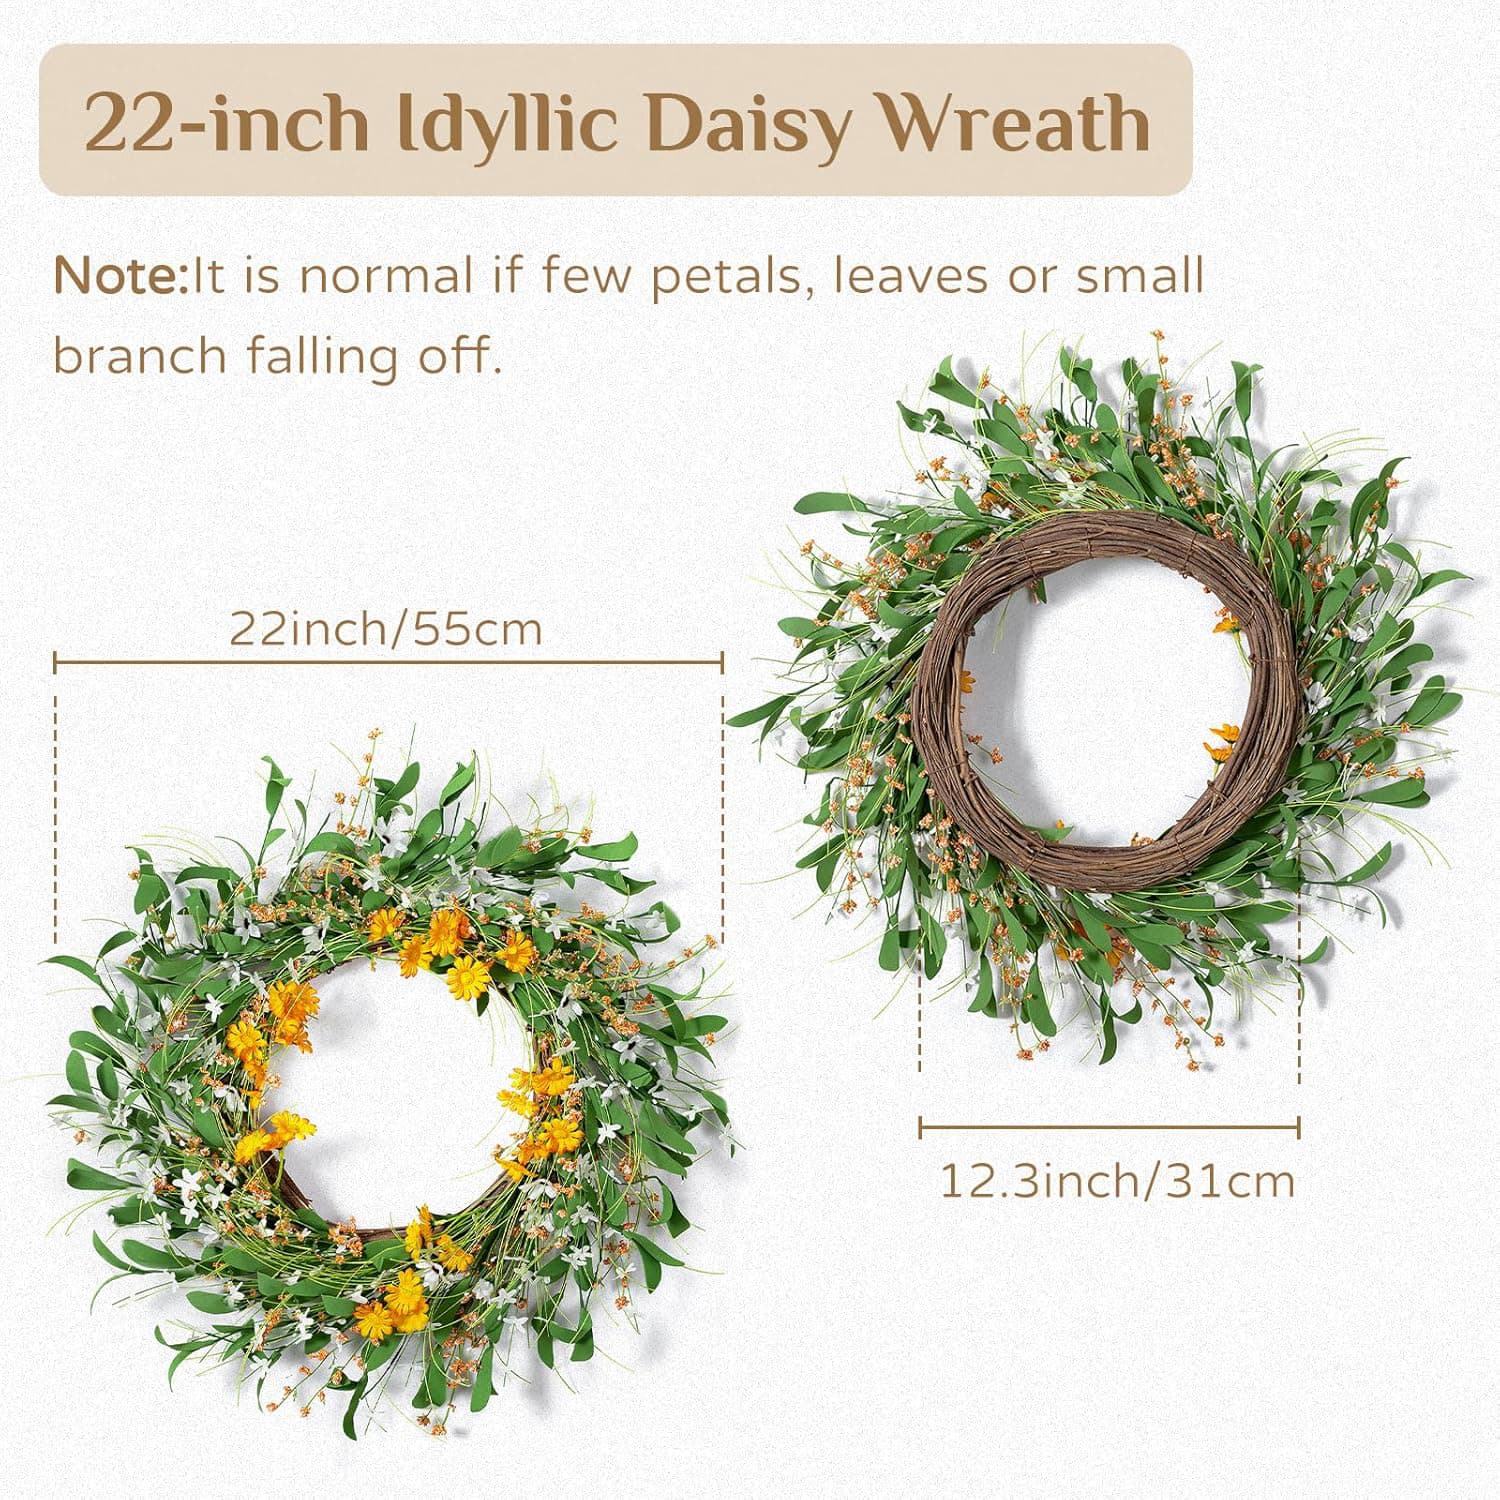 22-inch Idyllic Daisy Wreath
Note:It is normal if few petals, leaves or small
branch falling off.
22inch/55cm
12.3inch/31cm